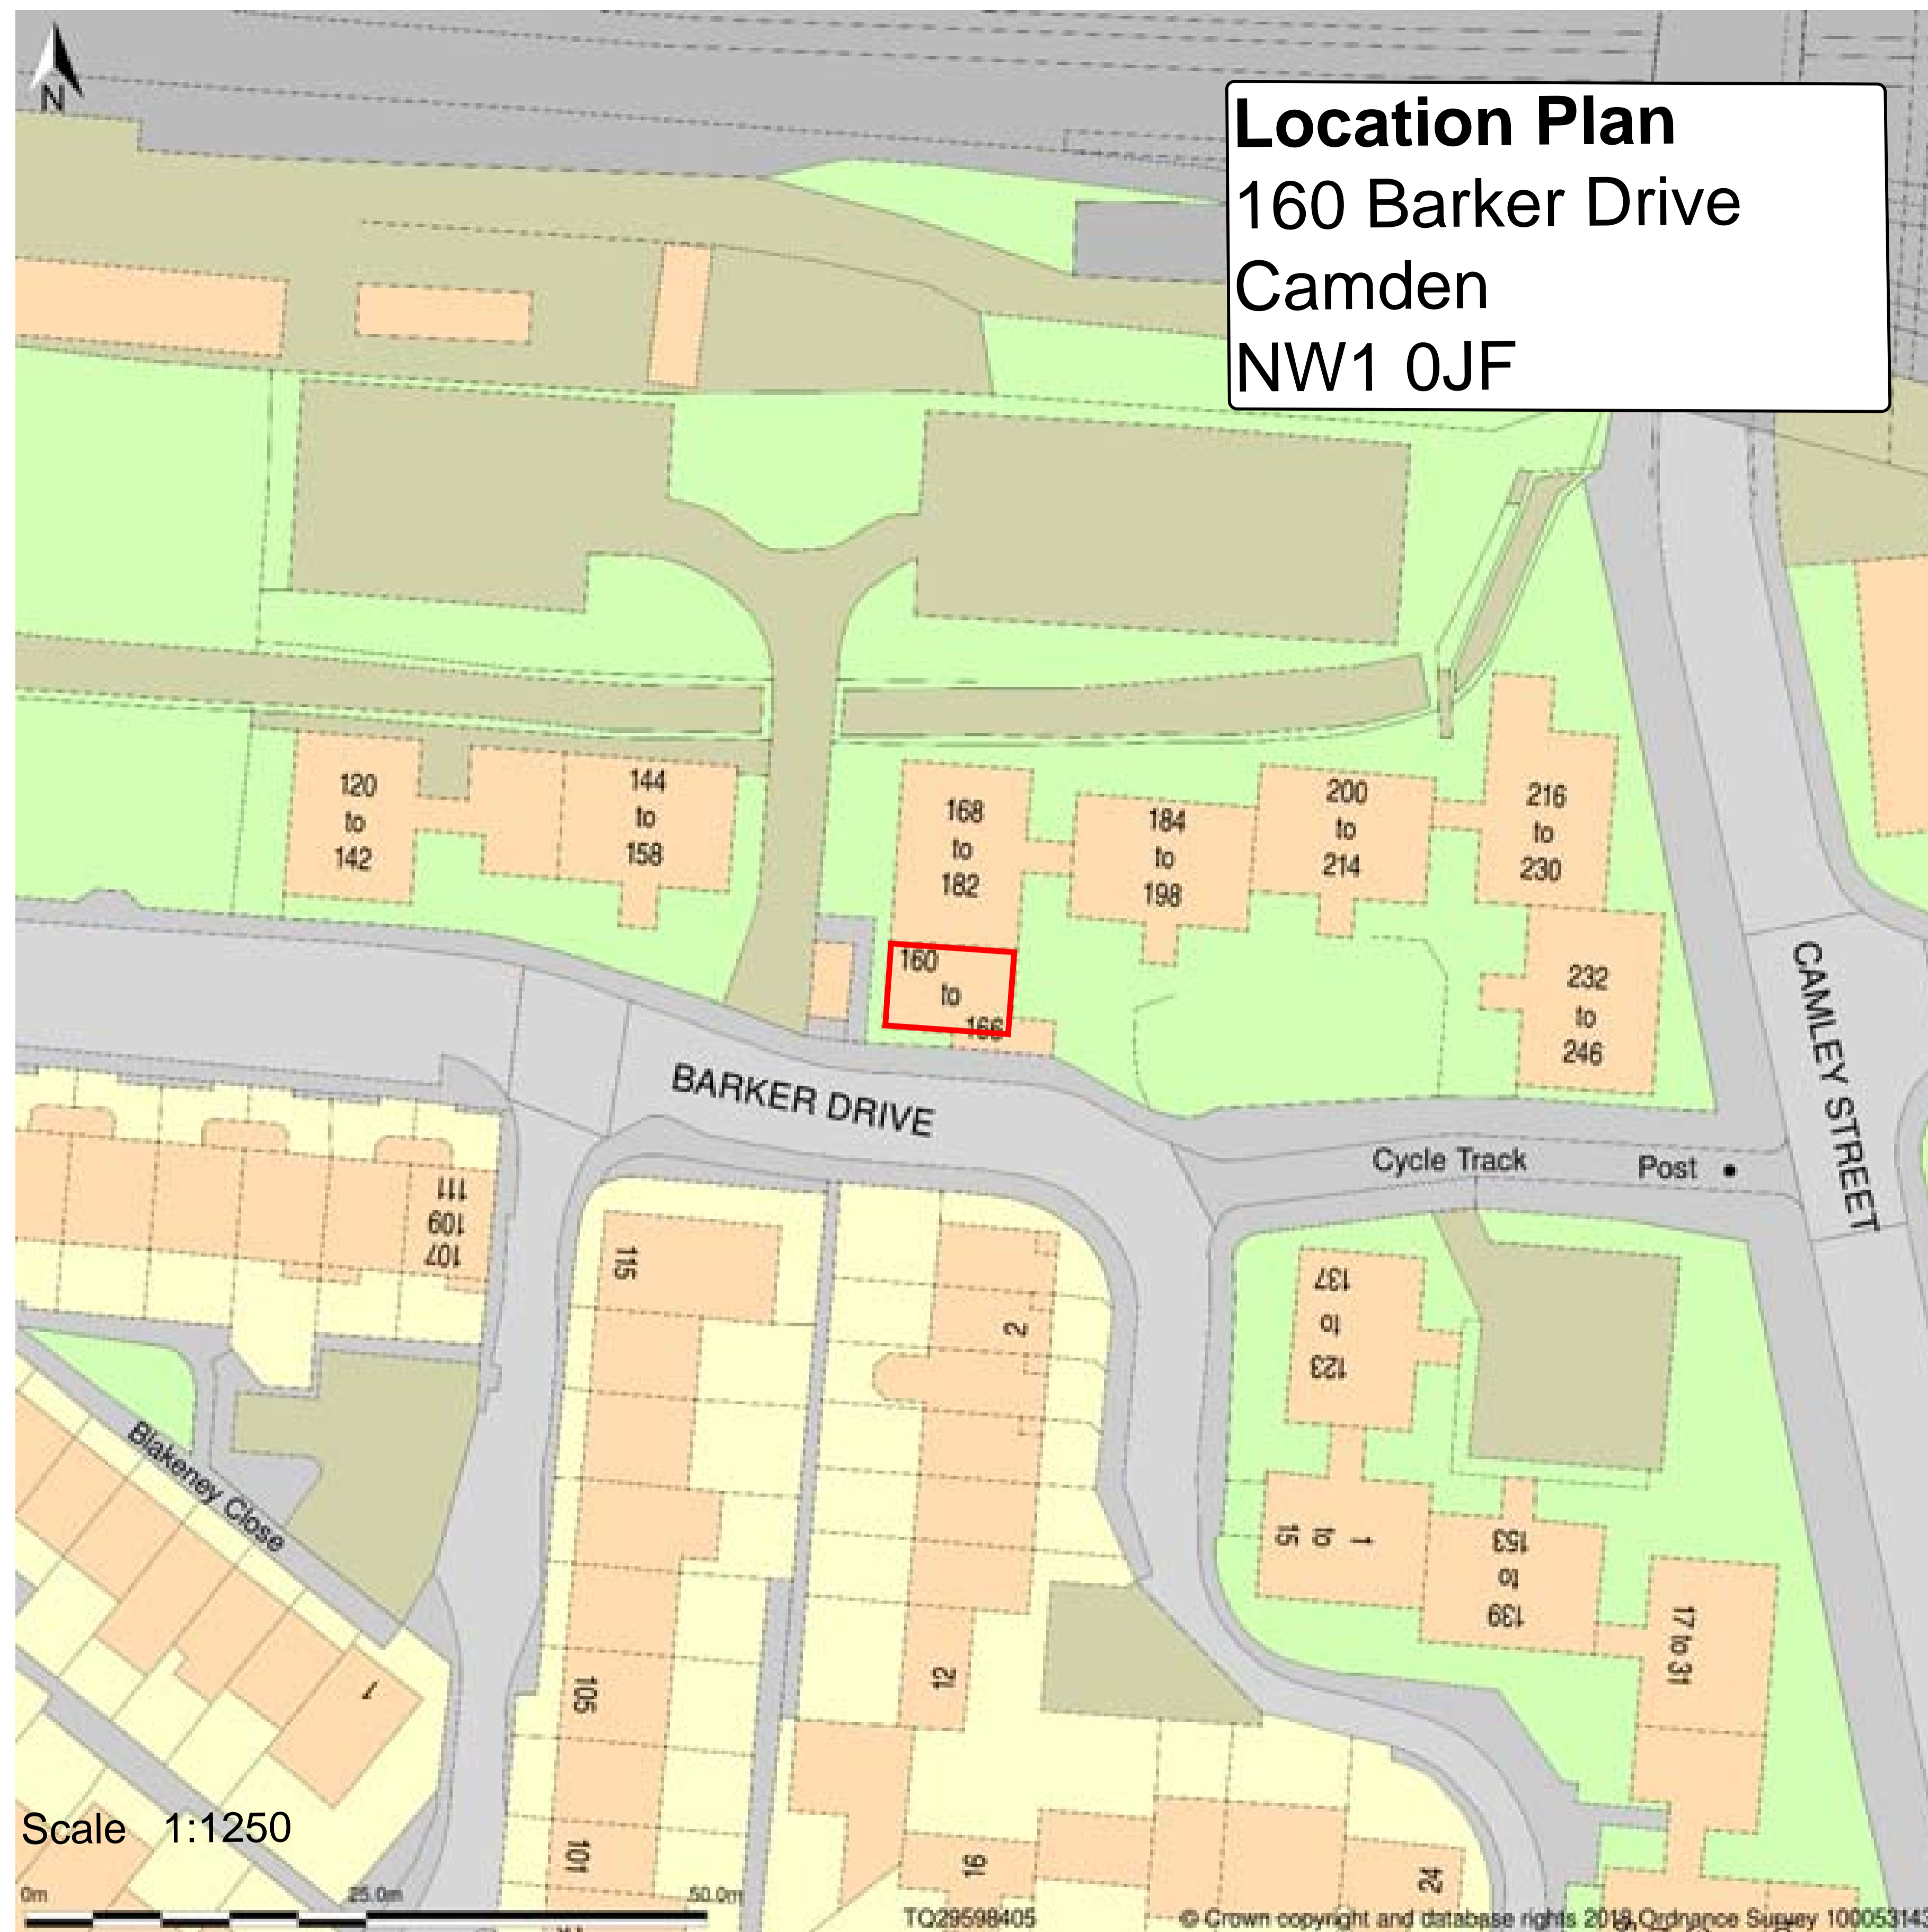 N
Location Plan
160 Barker Drive
Camden
NW1 0JF
120
to
142
144
to
158
168
to
182
184
to
198
200
to
214
216
to
230
160
to
166
232
to
246
CAMLEY STREET
BARKER DRIVE
Cycle Track
Post
111
109
107
115
2
137
to
123
Blakeney Close
1
to
15
153
to
139
17 to 31
105
12
1
101
16
24
Scale 1:1250
0m
25.0m
50.0m
TQ29598405
© Crown copyright and database rights 2018 Ordnance Survey